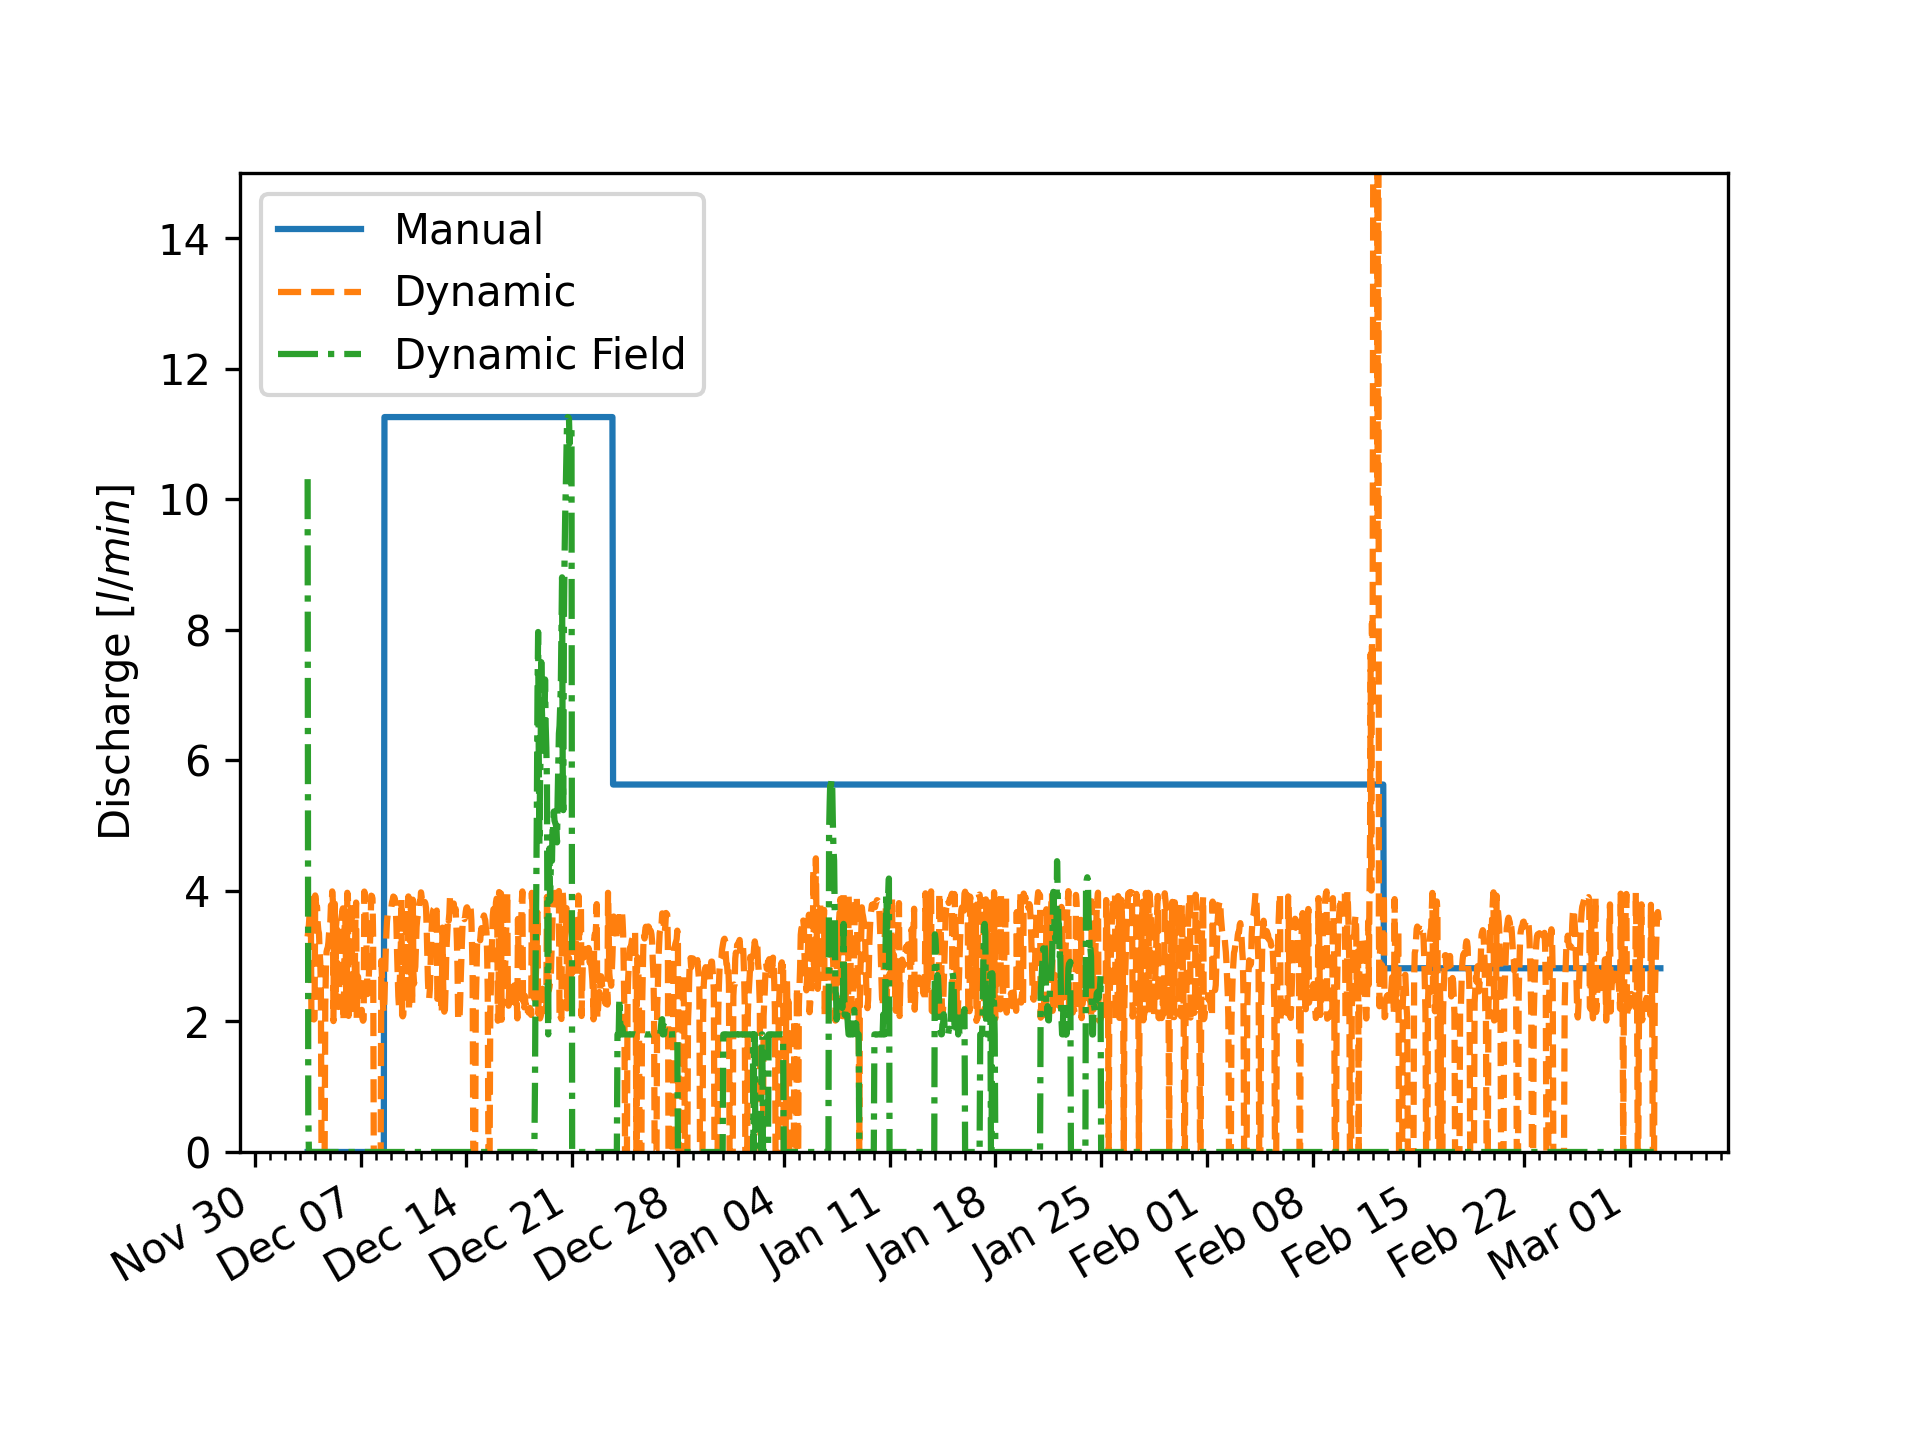 Manual
Dynamic
Dynamic Field
Discharge [l/min]
14
12
10
8
6
4
2
0
Nov 30
Dec 07
Dec 14
Dec 21
Dec 28
Jan 04
Jan 11
Jan 18
Jan 25
Feb 01
Feb 08
Feb 15
Feb 22
Mar 01